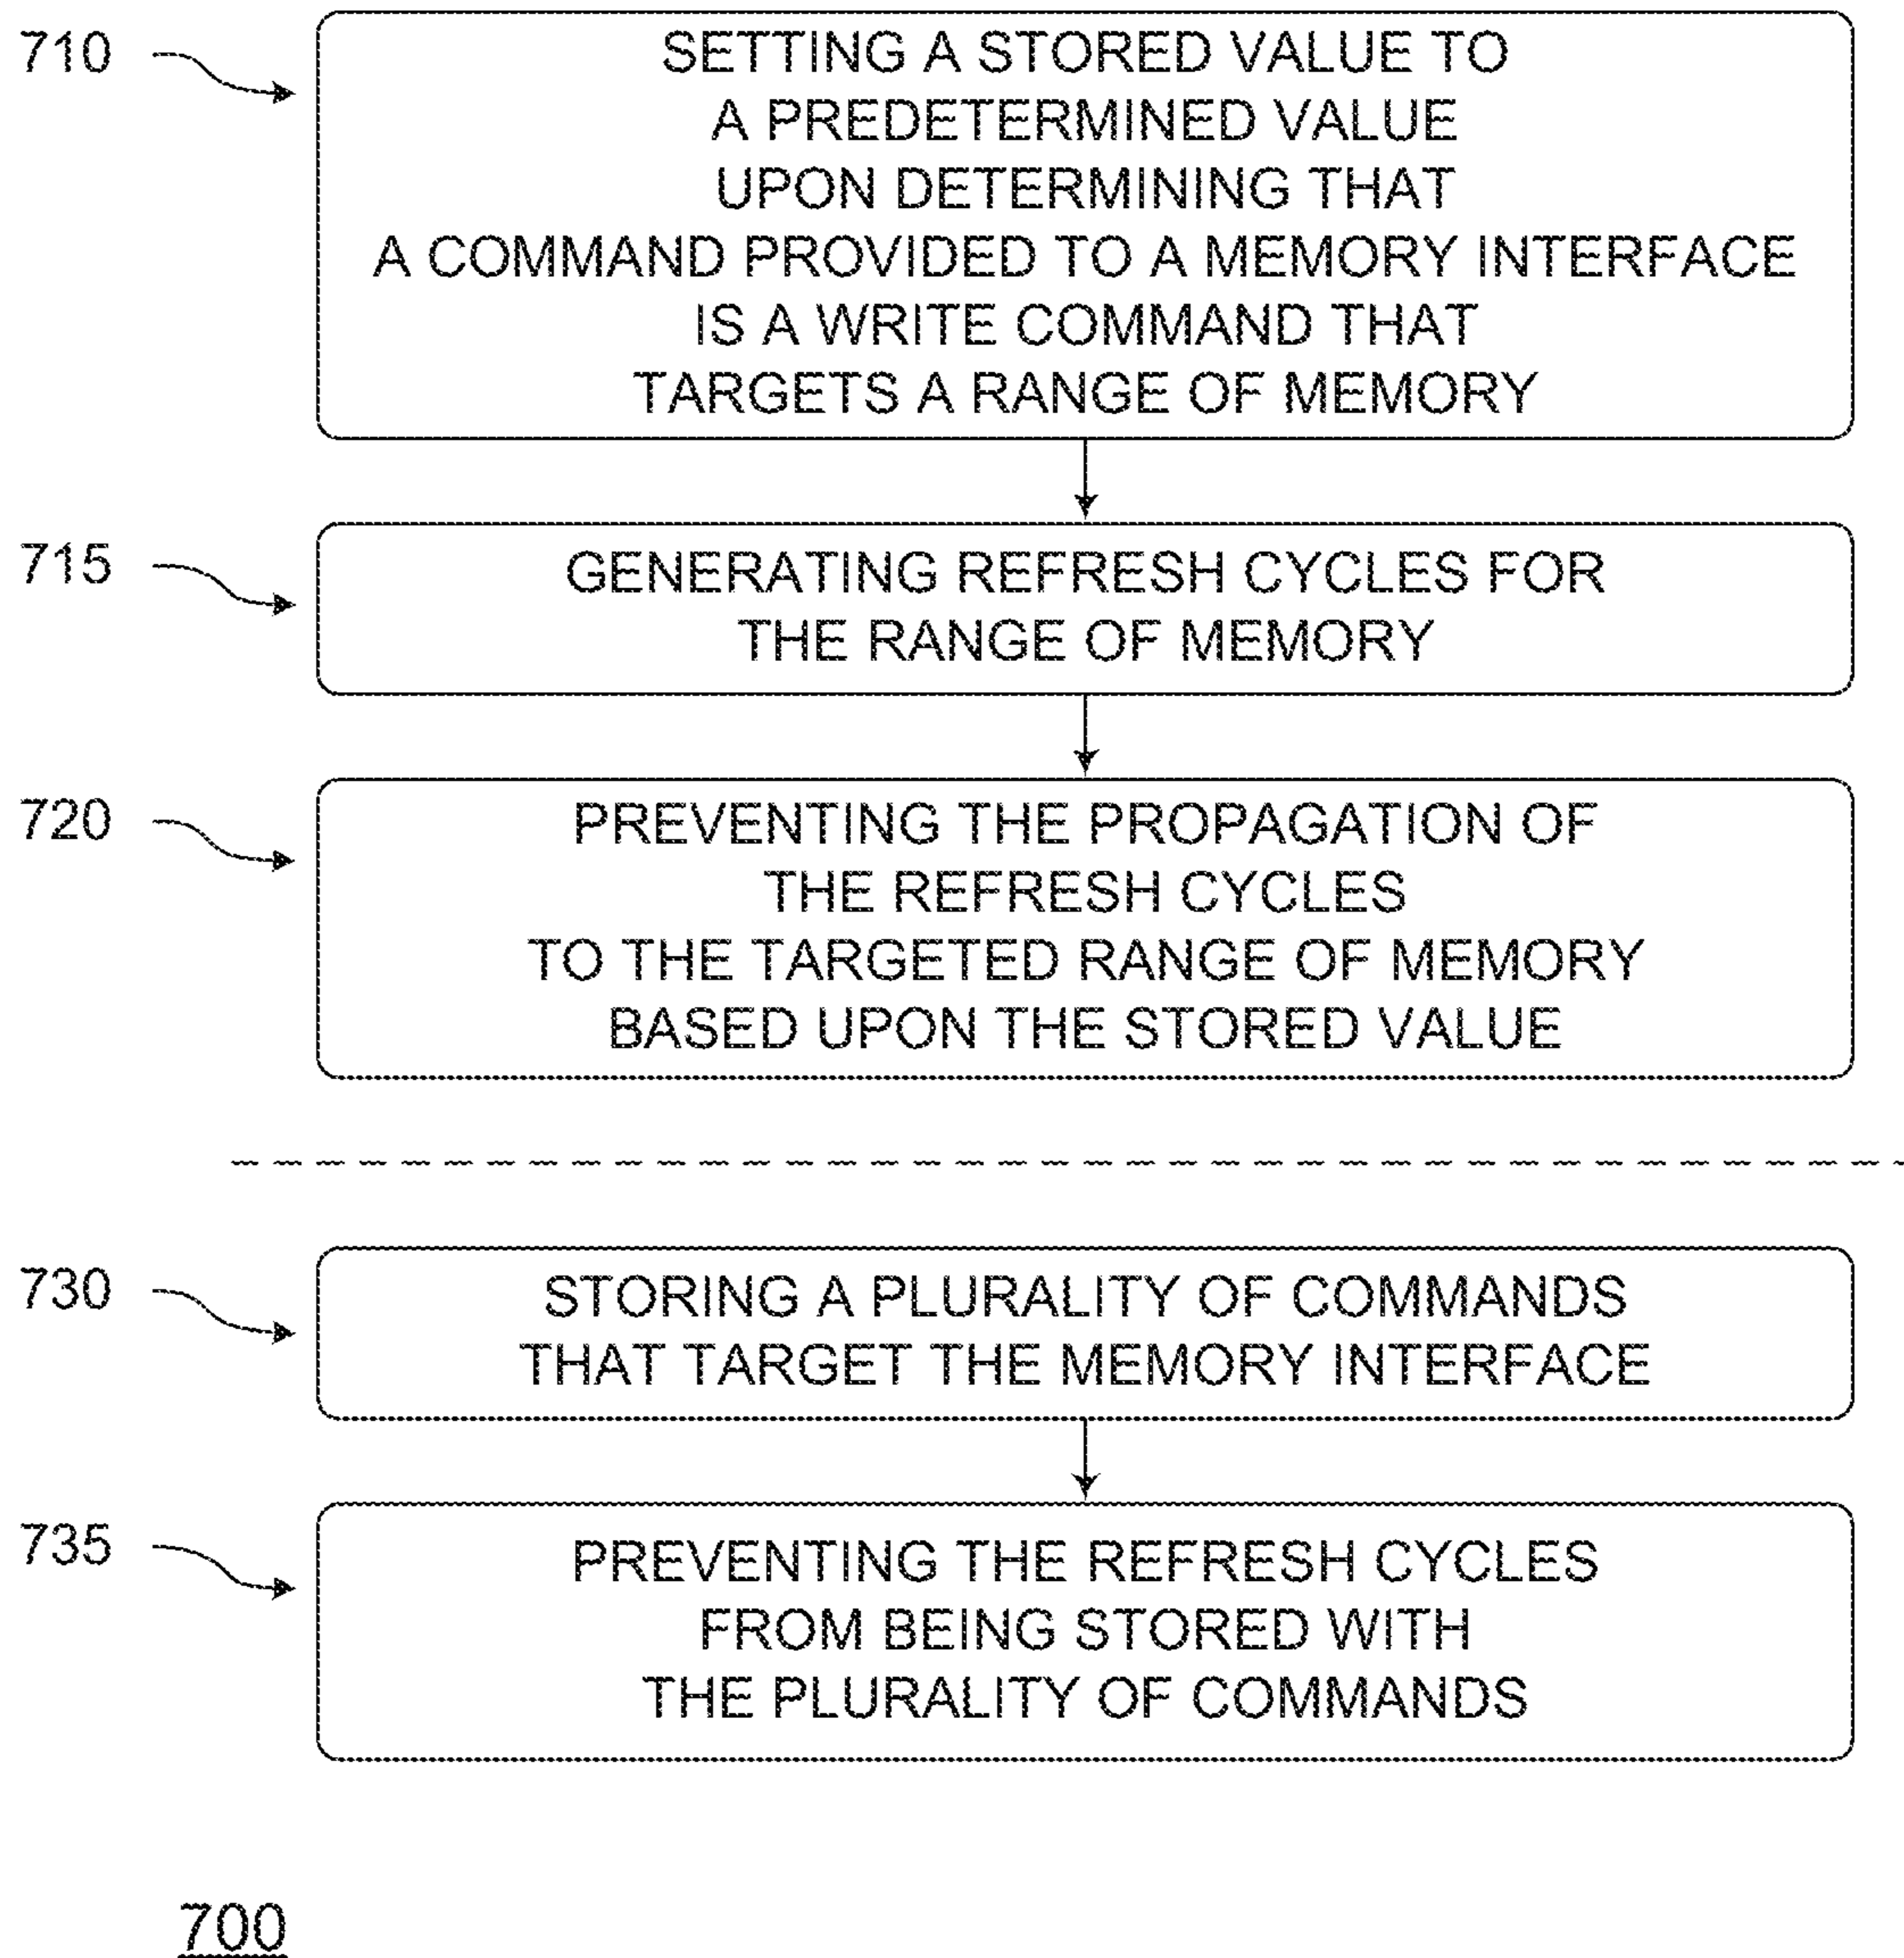 710
SETTING A STORED VALUE TO
A PREDETERMINED VALUE
UPON DETERMINING THAT
A COMMAND PROVIDED TO A MEMORY INTERFACE
IS A WRITE COMMAND THAT
TARGETS A RANGE OF MEMORY
715
GENERATING REFRESH CYCLES FOR
THE RANGE OF MEMORY
720
PREVENTING THE PROPAGATION OF
THE REFRESH CYCLES
TO THE TARGETED RANGE OF MEMORY
BASED UPON THE STORED VALUE
730
STORING A PLURALITY OF COMMANDS
THAT TARGET THE MEMORY INTERFACE
735
PREVENTING THE REFRESH CYCLES
FROM BEING STORED WITH
THE PLURALITY OF COMMANDS
700